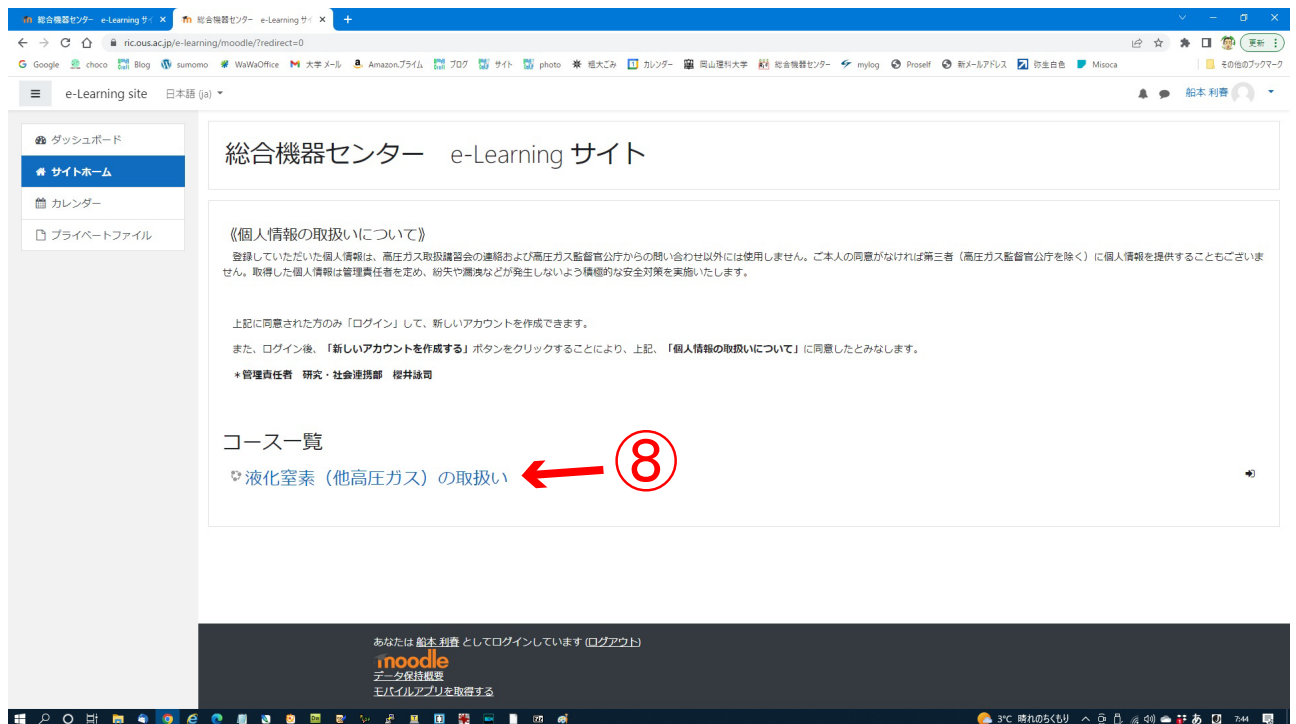 総合機器センター e-Learning サイ
総合機器センター e-Learning サイ
ric.ous.ac.jp/e-learning/moodle/?redirect=0
更新
Google choco Blog sumomo WaWaOffice 大学メール Amazonプライム ブログ サイト photo 粗大ごみ カレンダー 岡山理科大学 総合機器センター mylog Proself 新メールアドレス 弥生白色 Misoca その他のブックマーク
e-Learning site 日本語 (ja)
船本 利春
ダッシュボード
サイトホーム
カレンダー
プライベートファイル
総合機器センター e-Learning サイト
《個人情報の取扱いについて》
登録していただいた個人情報は、高圧ガス取扱講習会の連絡および高圧ガス監督官公庁からの問い合わせ以外には使用しません。ご本人の同意がなければ第三者（高圧ガス監督官公庁を除く）に個人情報を提供することもございま
せん。取得した個人情報は管理責任者を定め、紛失や漏洩などが発生しないよう積極的な安全対策を実施いたします。
上記に同意された方のみ「ログイン」して、新しいアカウントを作成できます。
また、ログイン後、「新しいアカウントを作成する」ボタンをクリックすることにより、上記、「個人情報の取扱いについて」に同意したとみなします。
＊管理責任者 研究・社会連携部 櫻井詠司
コース一覧
液化窒素（他高圧ガス）の取扱い
⑧
あなたは 船本 利春 としてログインしています (ログアウト)
moodle
データ保持概要
モバイルアプリを取得する
3°C 晴れのちくもり あ 7:44